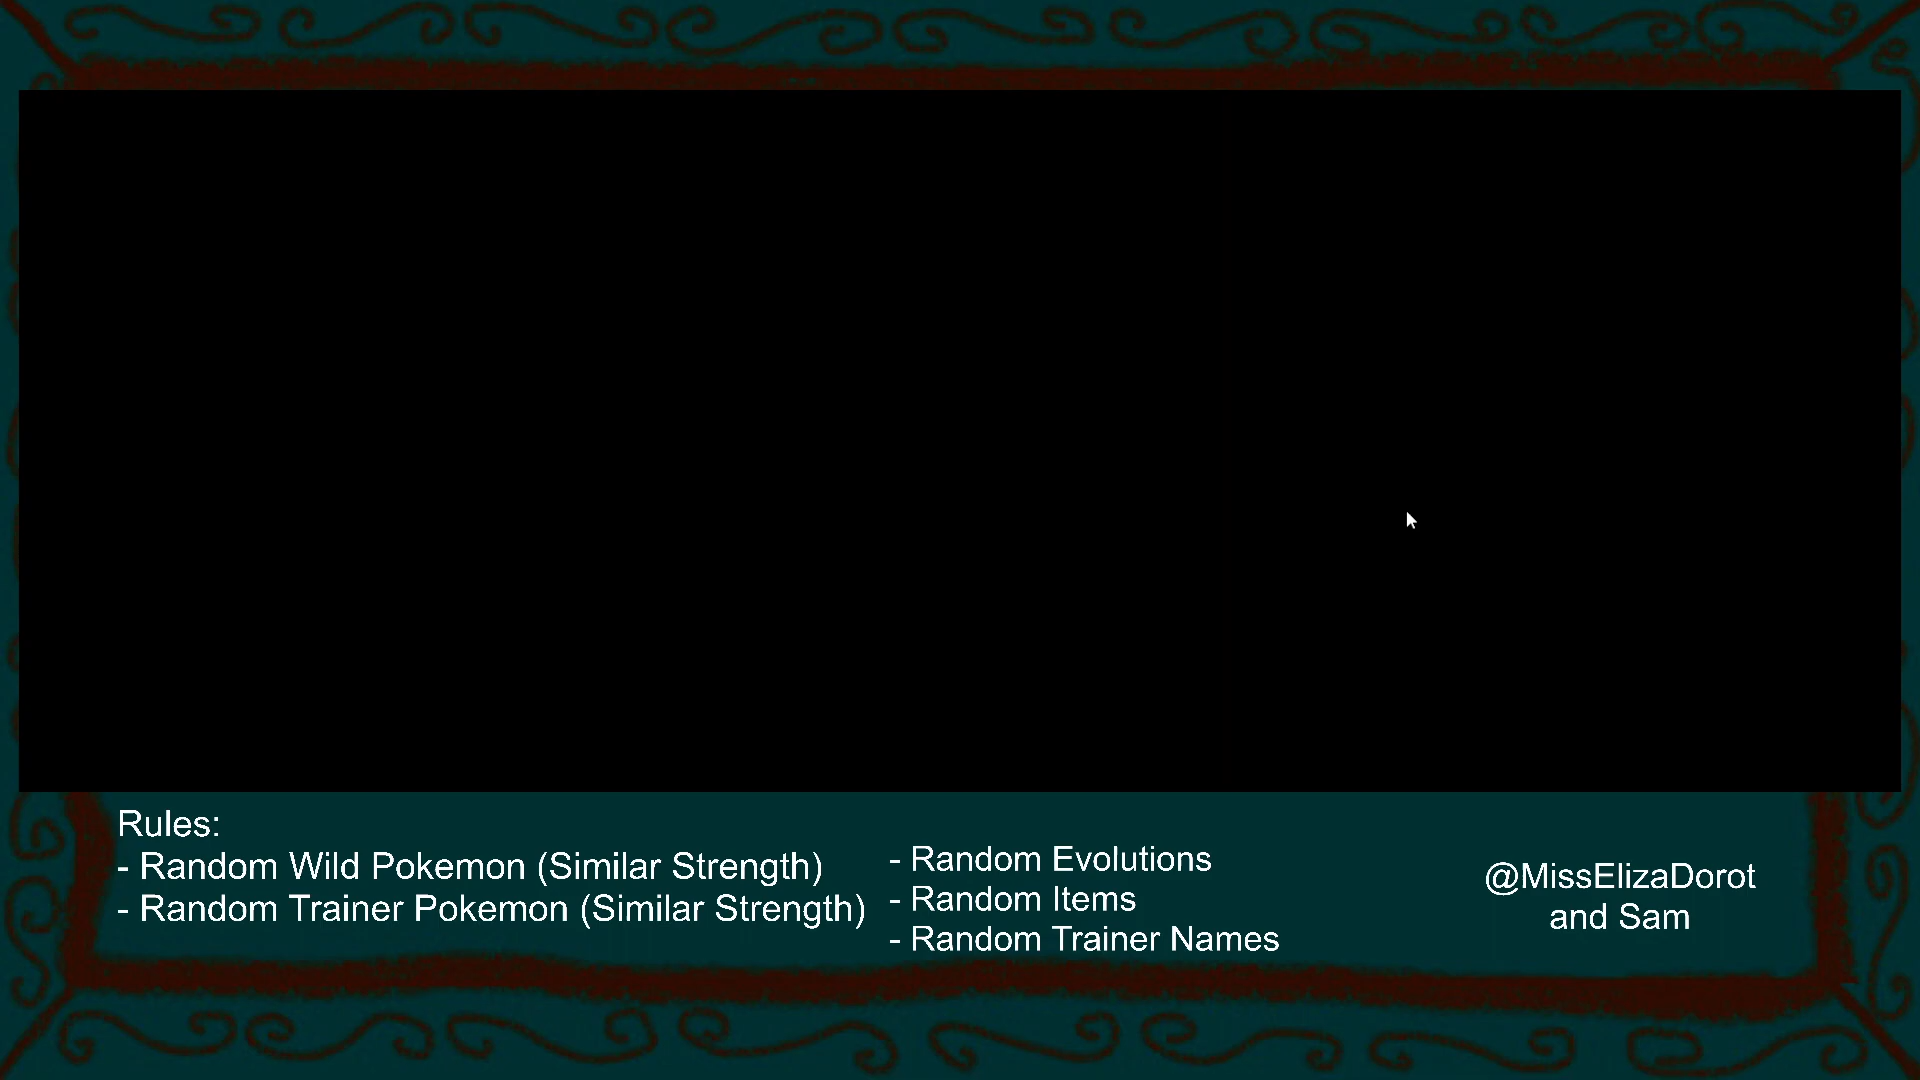 Rules:
- Random Wild Pokemon (Similar Strength)
- Random Trainer Pokemon (Similar Strength)
- Random Evolutions
- Random Items
- Random Trainer Names
@MissElizaDorot
and Sam